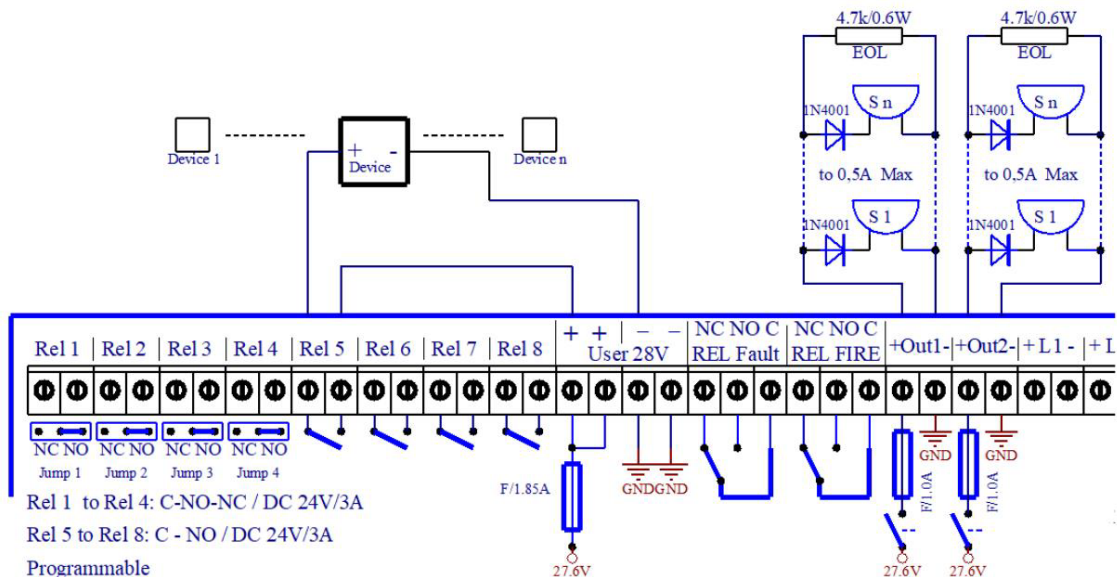 4.7k/0.6W 4.7k/0.6W
EOL EOL
S n S n
1N4001 1N4001
+ -
Device
Device 1 Device n
to 0,5A Max to 0,5A Max
S 1 S 1
1N4001 1N4001
Rel 1 Rel 2 Rel 3 Rel 4 Rel 5 Rel 6 Rel 7 Rel 8 + + - - NC NO C NC NO C
User 28V REL Fault REL FIRE +Out1- +Out2- + L 1 - + L
NC NO NC NO NC NO NC NO
Jump 1 Jump 2 Jump 3 Jump 4
GND GND
F/1.85A GND GND F/1.0A F/1.0A
Rel 1 to Rel 4: C-NO-NC / DC 24V/3A
Rel 5 to Rel 8: C - NO / DC 24V/3A
Programmable 27.6V 27.6V 27.6V